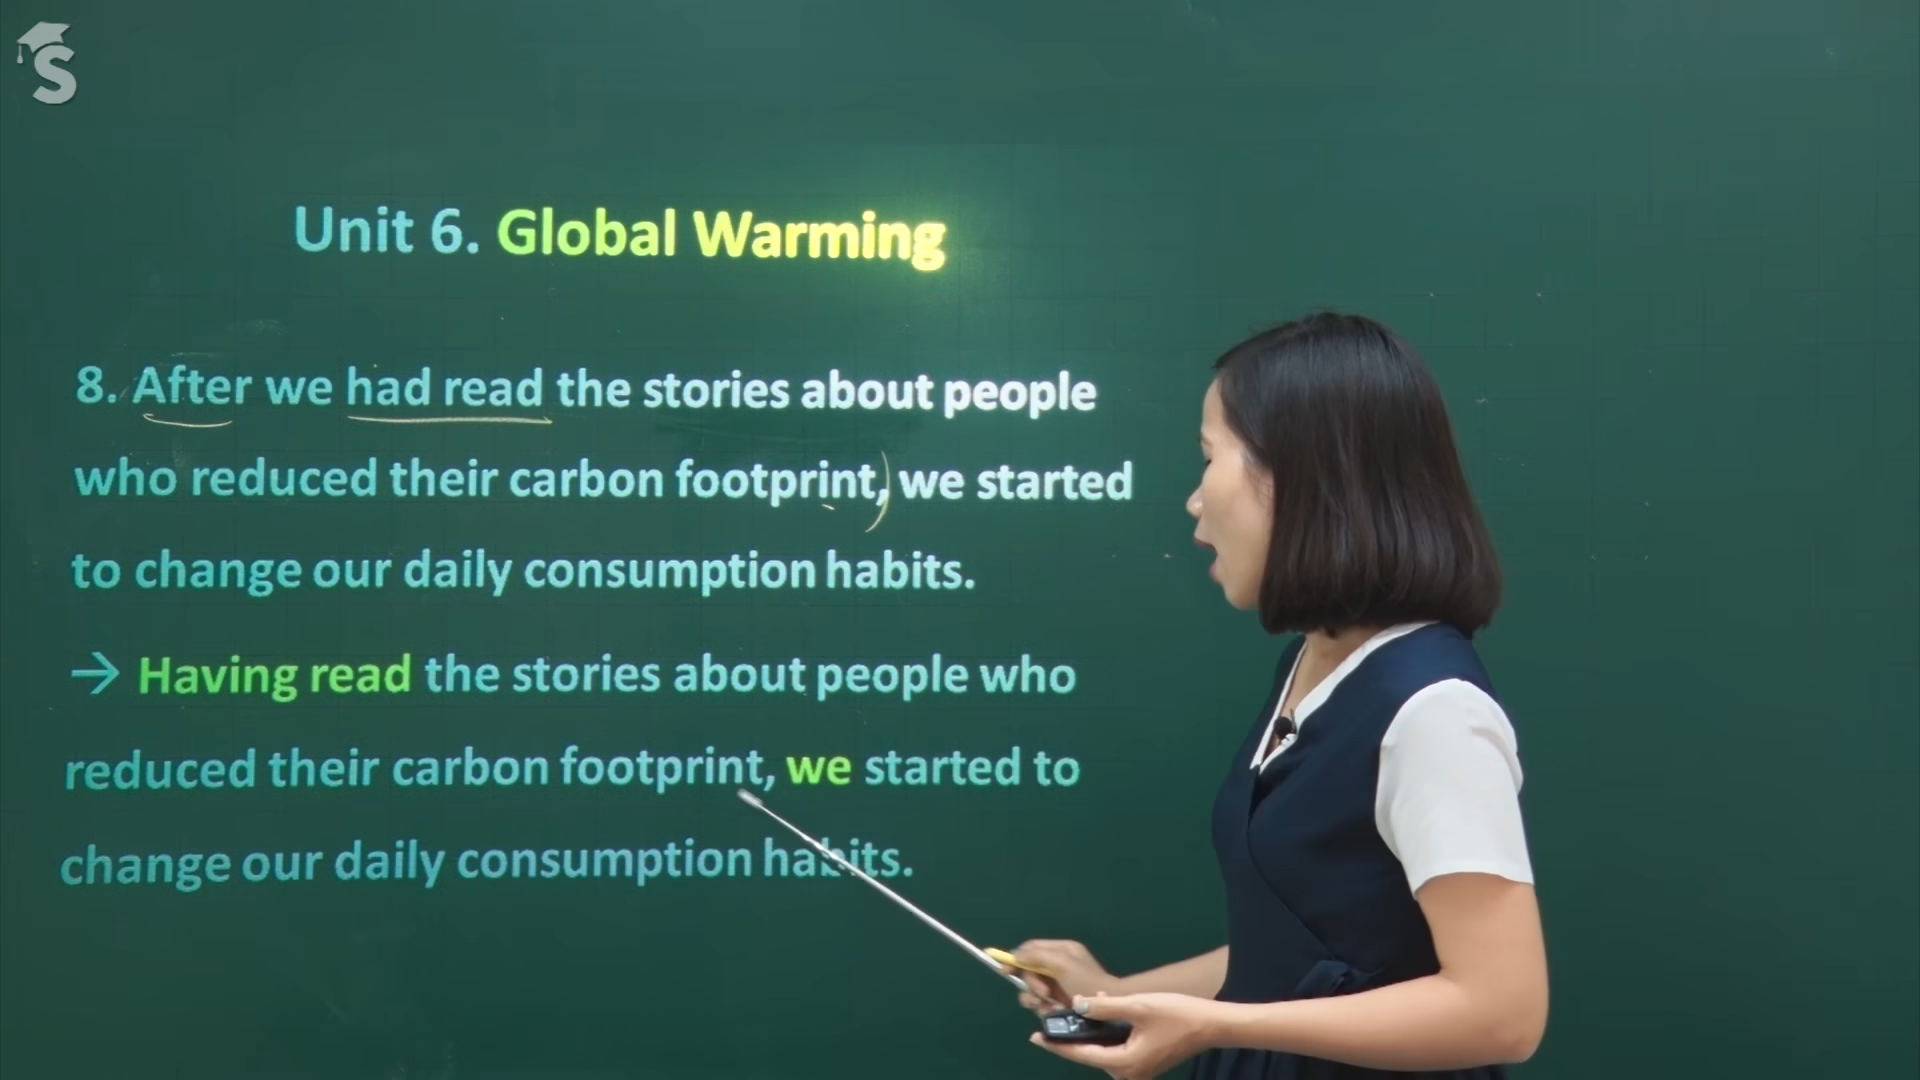 S
Unit 6. Global Warming
8. After we had read the stories about people
who reduced their carbon footprint, we started
to change our daily consumption habits.
→ Having read the stories about people who
reduced their carbon footprint, we started to
change our daily consumption habits.